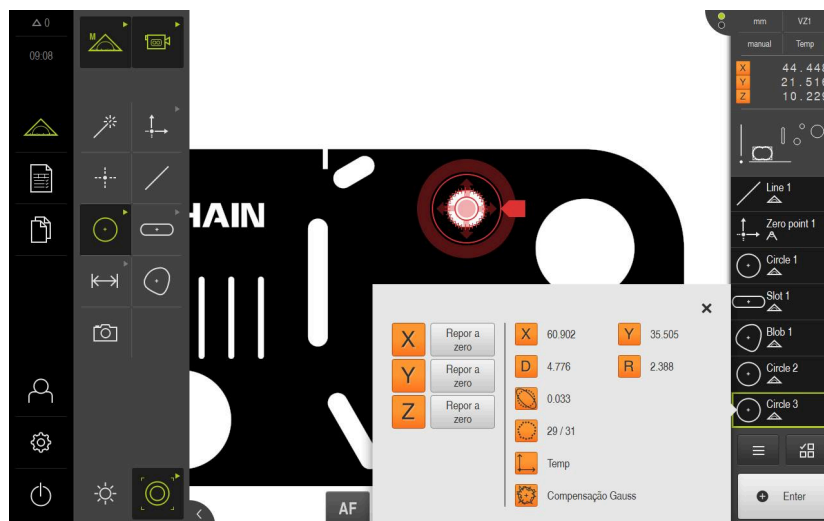 0
09:08
M
HAIN
mm VZ1
manual Temp
X 44.448
Y 21.516
Z 10.229
Line 1
Zero point 1
Circle 1
Slot 1
Blob 1
Circle 2
Circle 3
Enter
X Repor a zero
Y Repor a zero
Z Repor a zero
X 60.902 Y 35.505
D 4.776 R 2.388
0.033
29 / 31
Temp
Compensação Gauss
AF